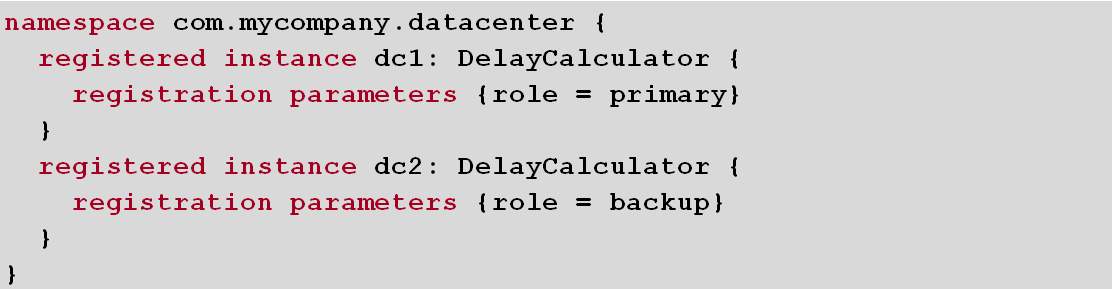 namespace com.mycompany.datacenter {
  registered instance dc1: DelayCalculator {
    registration parameters {role = primary}
  }
  registered instance dc2: DelayCalculator {
    registration parameters {role = backup}
  }
}